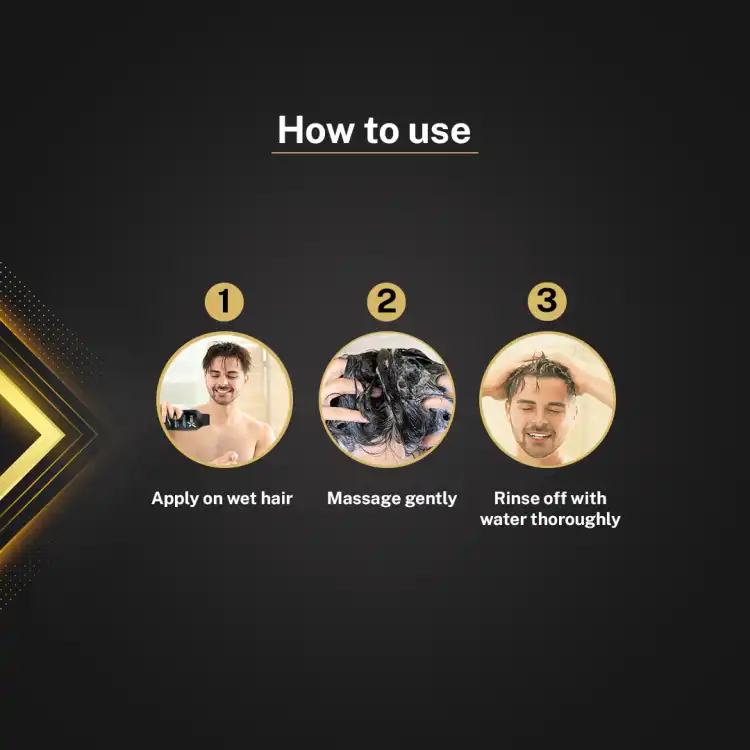 How to use
1
2
3
Apply on wet hair
Massage gently
Rinse off with
water thoroughly